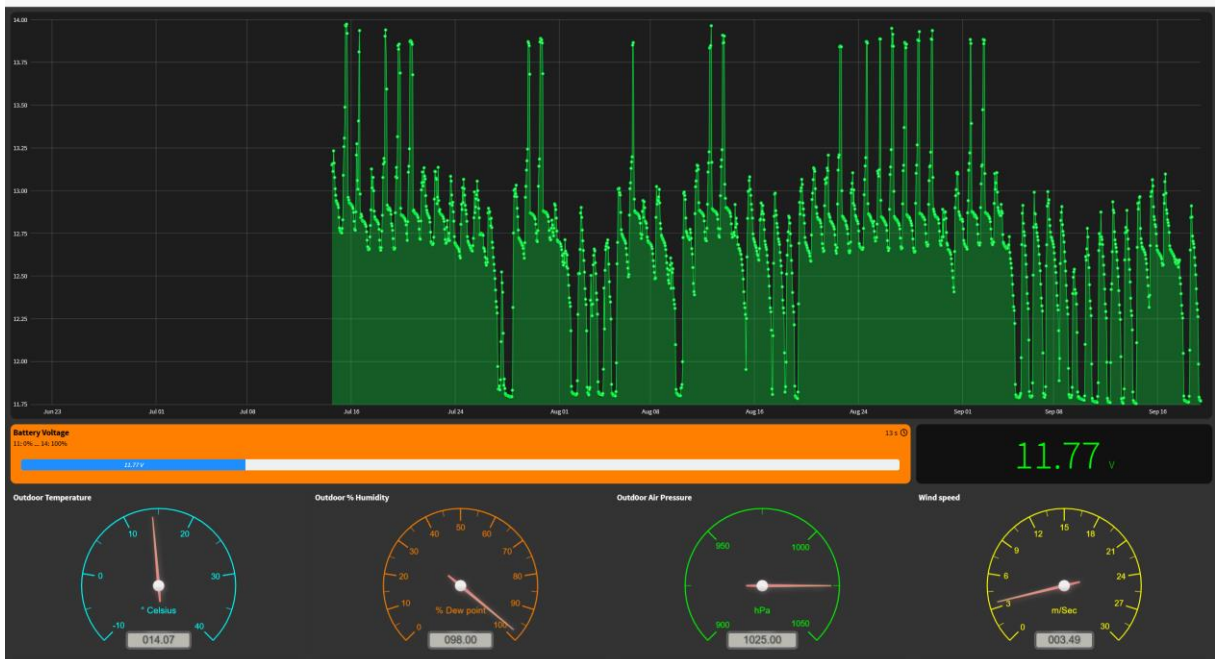 14.00
13.75
13.50
13.25
13.00
12.75
12.50
12.25
12.00
11.75
Jun 23 Jul 01 Jul 08 Jul 16 Jul 24 Aug 01 Aug 08 Aug 16 Aug 24 Sep 01 Sep 08 Sep 16
Battery Voltage 13 s
11: 0% ... 14: 100%
11.77 V
11.77 V
Outdoor Temperature
-10 0 10 20 30 40
° Celsius
014.07
Outdoor % Humidity
0 10 20 30 40 50 60 70 80 90 100
% Dew point
098.00
Outd0or Air Pressure
900 950 1000 1050
hPa
1025.00
Wind speed
0 3 6 9 12 15 18 21 24 27 30
m/Sec
003.49